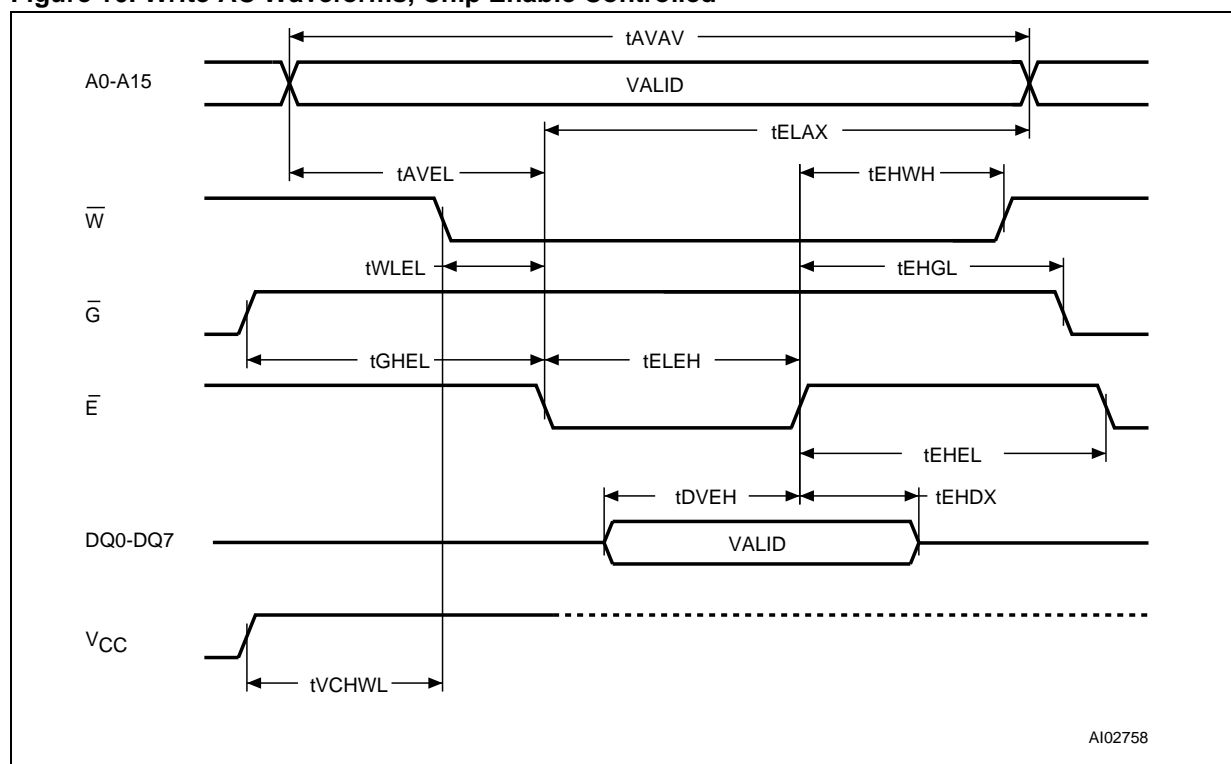 Figure 10. Write AC Waveforms, Chip Enable Controlled
tAVAV
A0-A15
VALID
tELAX
tAVEL
tEHWH
W̅
tWLEL
tEHGL
G̅
tGHEL
tELEH
E̅
tEHEL
tDVEH
tEHDX
DQ0-DQ7
VALID
VCC
tVCHWL
AI02758